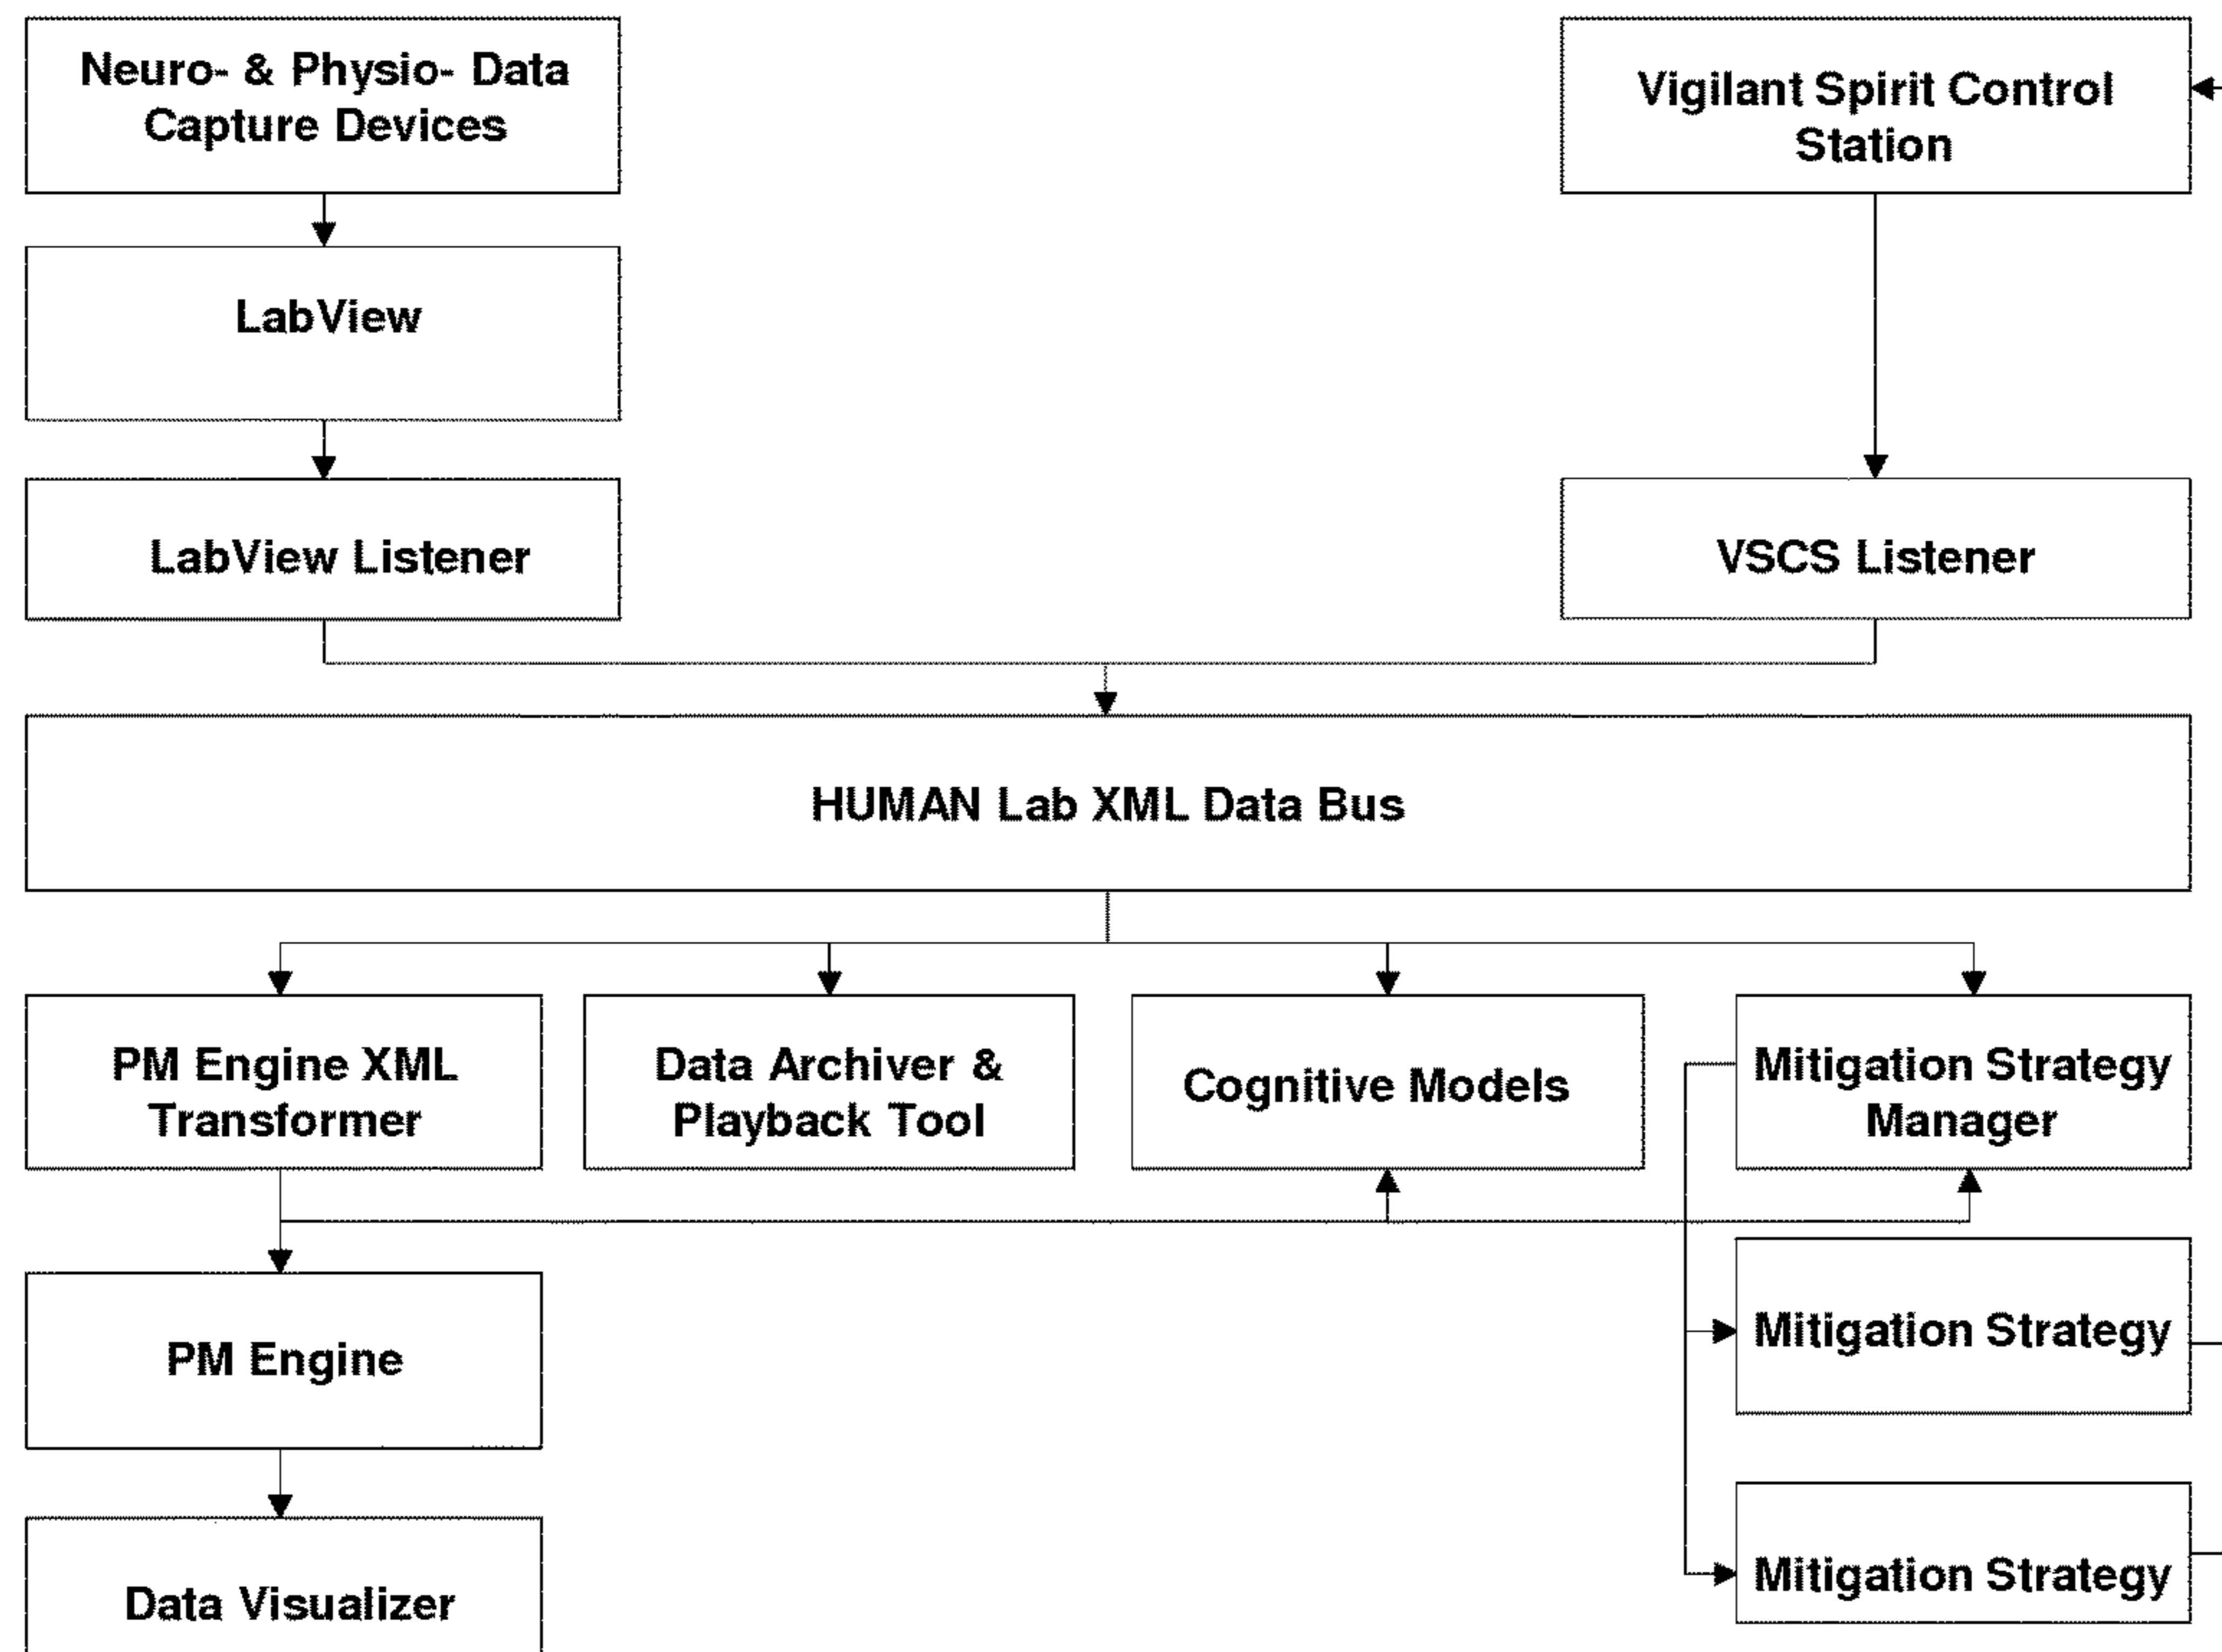 Neuro- & Physio- Data
Capture Devices
Vigilant Spirit Control
Station
LabView
LabView Listener
VSCS Listener
HUMAN Lab XML Data Bus
PM Engine XML
Transformer
Data Archiver &
Playback Tool
Cognitive Models
Mitigation Strategy
Manager
PM Engine
Mitigation Strategy
Data Visualizer
Mitigation Strategy